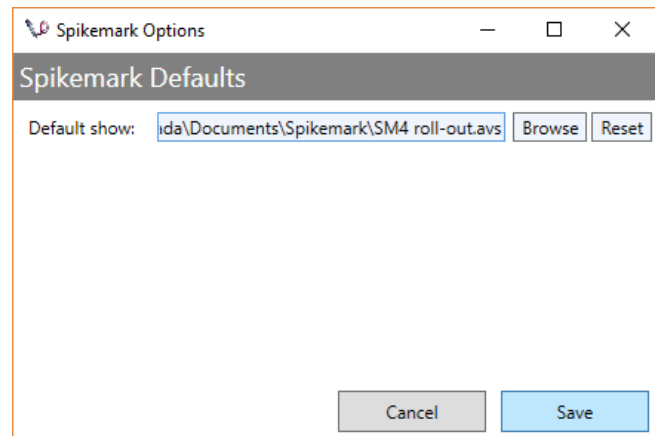 Spikemark Options
Spikemark Defaults
Default show: ıda\Documents\Spikemark\SM4 roll-out.avs Browse Reset
Cancel Save